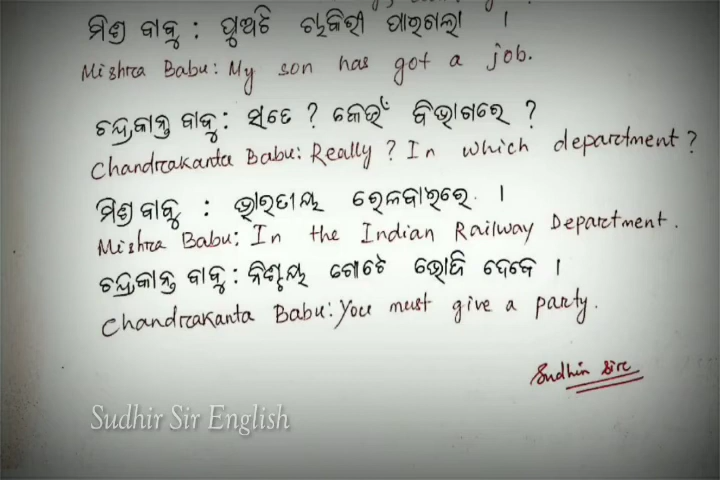 ମିଶ୍ର ବାବୁ : ପୁଅଟି ଚାକିରୀ ପାଇଗଲା ।
Mishra Babu: My son has got a job.
ଚନ୍ଦ୍ରକାନ୍ତ ବାବୁ : ସତେ ? କେଉଁ ବିଭାଗରେ ?
Chandrakanta Babu: Really? In which department?
ମିଶ୍ର ବାବୁ : ଭାରତୀୟ ରେଳବାଇରେ ।
Mishra Babu: In the Indian Railway Department.
ଚନ୍ଦ୍ରକାନ୍ତ ବାବୁ : ନିଶ୍ଚୟ ଗୋଟେ ଭୋଜି ଦେବେ ।
Chandrakanta Babu: You must give a party.
Sudhir Sir
Sudhir Sir English